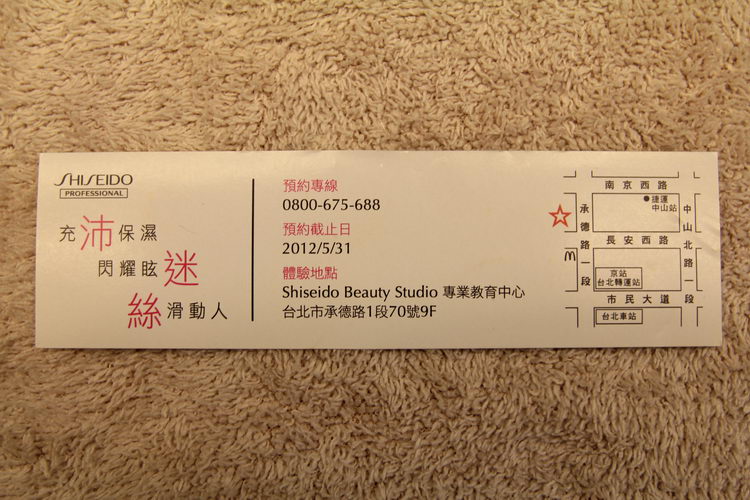 SHISEIDO
PROFESSIONAL
充沛保濕
閃耀眩迷
絲滑動人
預約專線
0800-675-688
預約截止日
2012/5/31
體驗地點
Shiseido Beauty Studio 專業教育中心
台北市承德路1段70號9F
南京西路
捷運
中山站
承德路一段
中山北路一段
長安西路
京站
台北轉運站
市民大道
台北車站